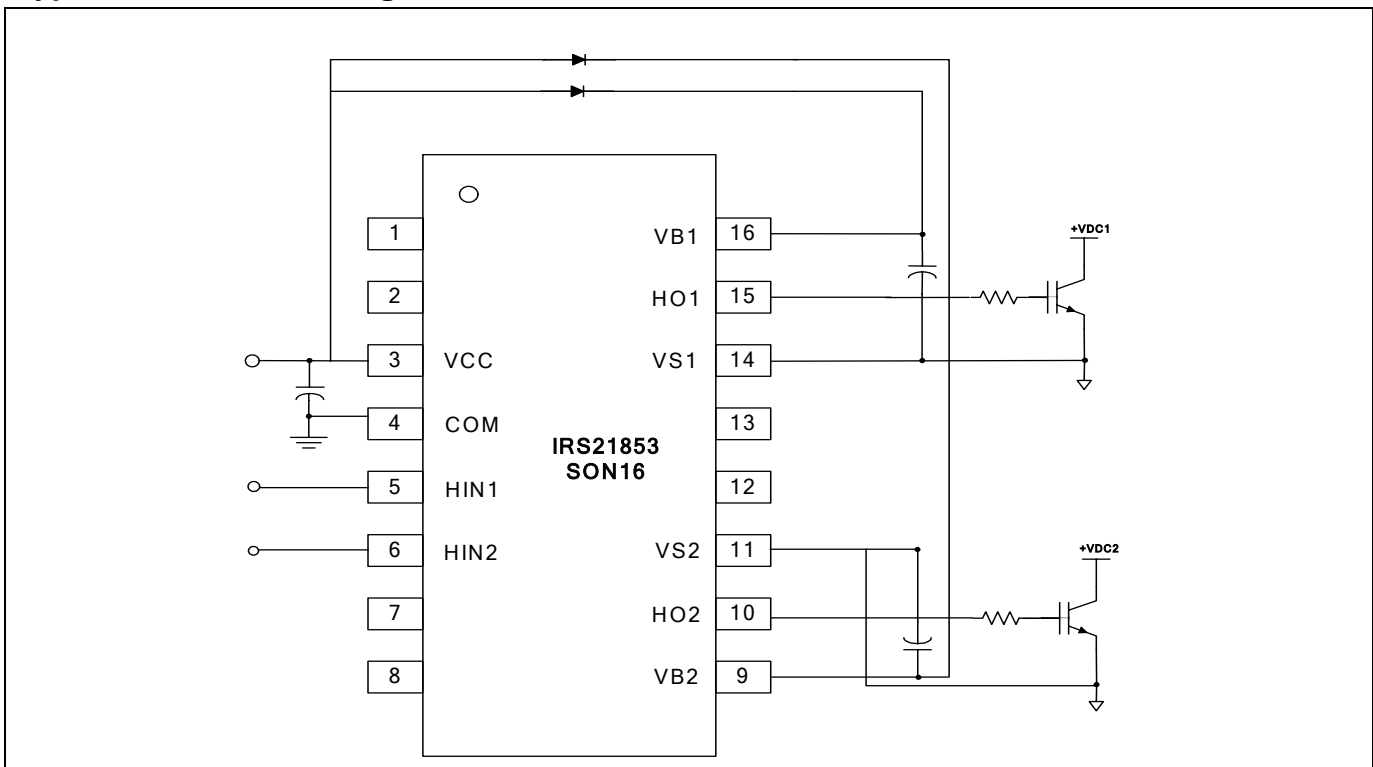 1
2
3 VCC
4 COM
5 HIN1
6 HIN2
7
8
IRS21853
SON16
VB1 16
HO1 15
VS1 14
13
12
VS2 11
HO2 10
VB2 9
+VDC1
+VDC2